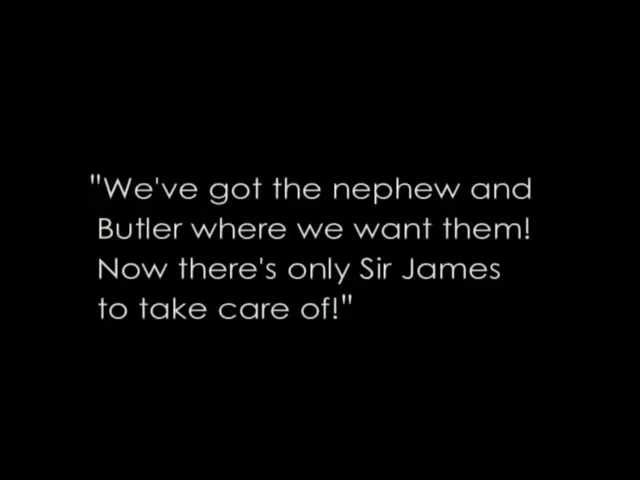 "We've got the nephew and
Butler where we want them!
Now there's only Sir James
to take care of!"